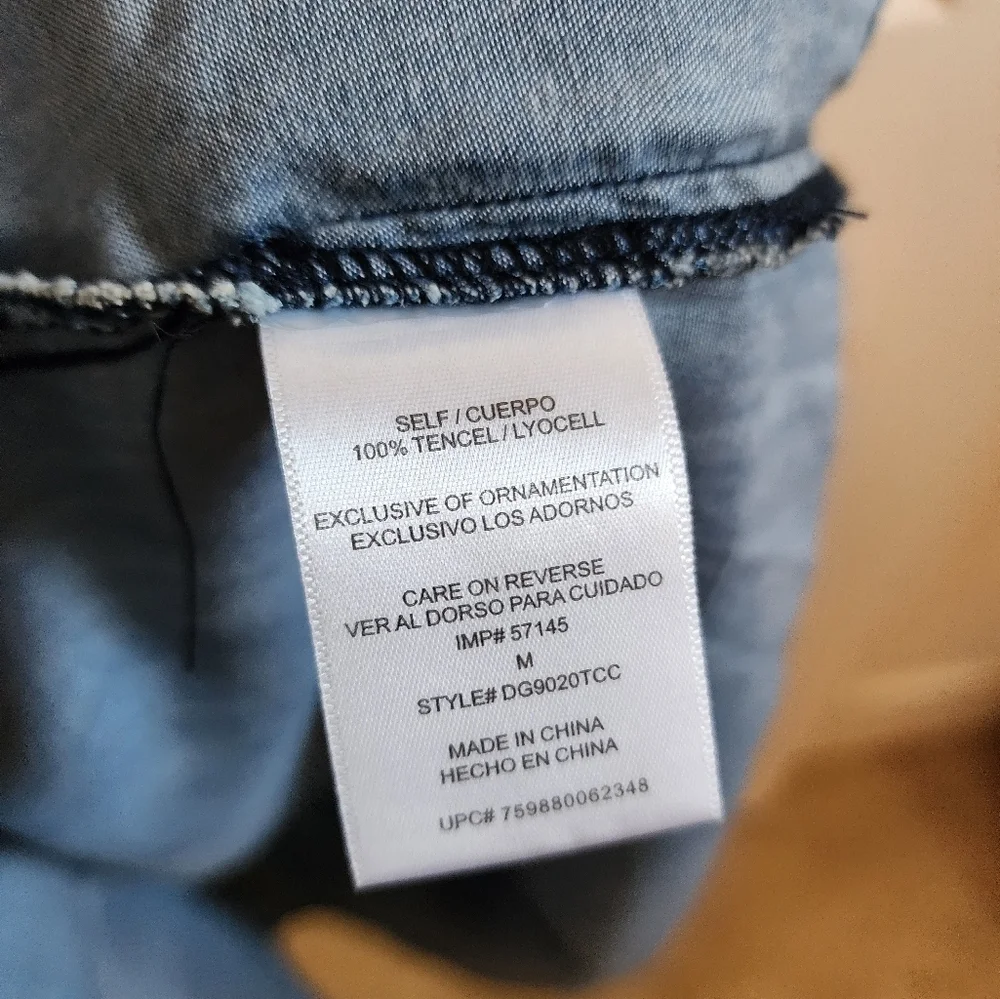 SELF / CUERPO
100% TENCEL / LYOCELL
EXCLUSIVE OF ORNAMENTATION
EXCLUSIVO LOS ADORNOS
CARE ON REVERSE
VER AL DORSO PARA CUIDADO
IMP# 57145
M
STYLE# DG9020TCC
MADE IN CHINA
HECHO EN CHINA
UPC# 759880062348